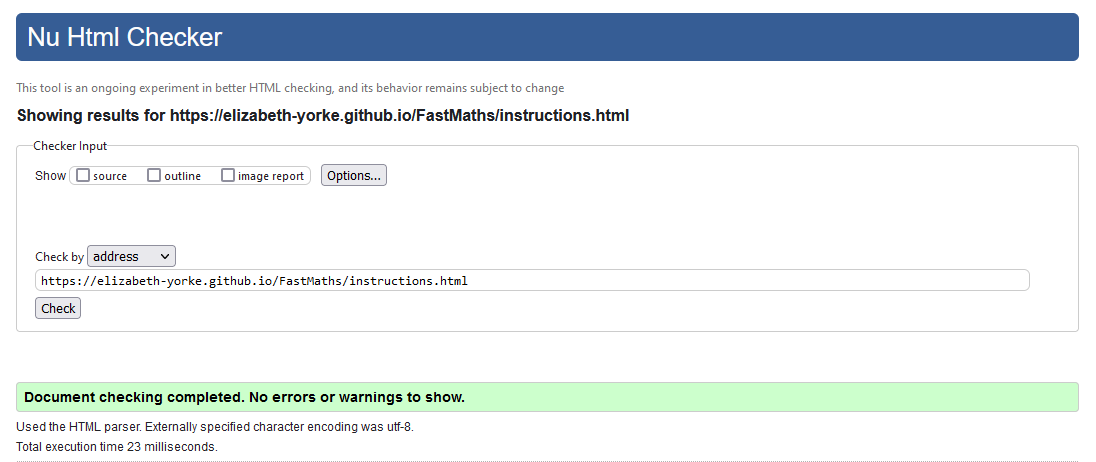 Nu Html Checker
This tool is an ongoing experiment in better HTML checking, and its behavior remains subject to change
Showing results for https://elizabeth-yorke.github.io/FastMaths/instructions.html
Checker Input
Show source outline image report Options...
Check by address
https://elizabeth-yorke.github.io/FastMaths/instructions.html
Check
Document checking completed. No errors or warnings to show.
Used the HTML parser. Externally specified character encoding was utf-8.
Total execution time 23 milliseconds.